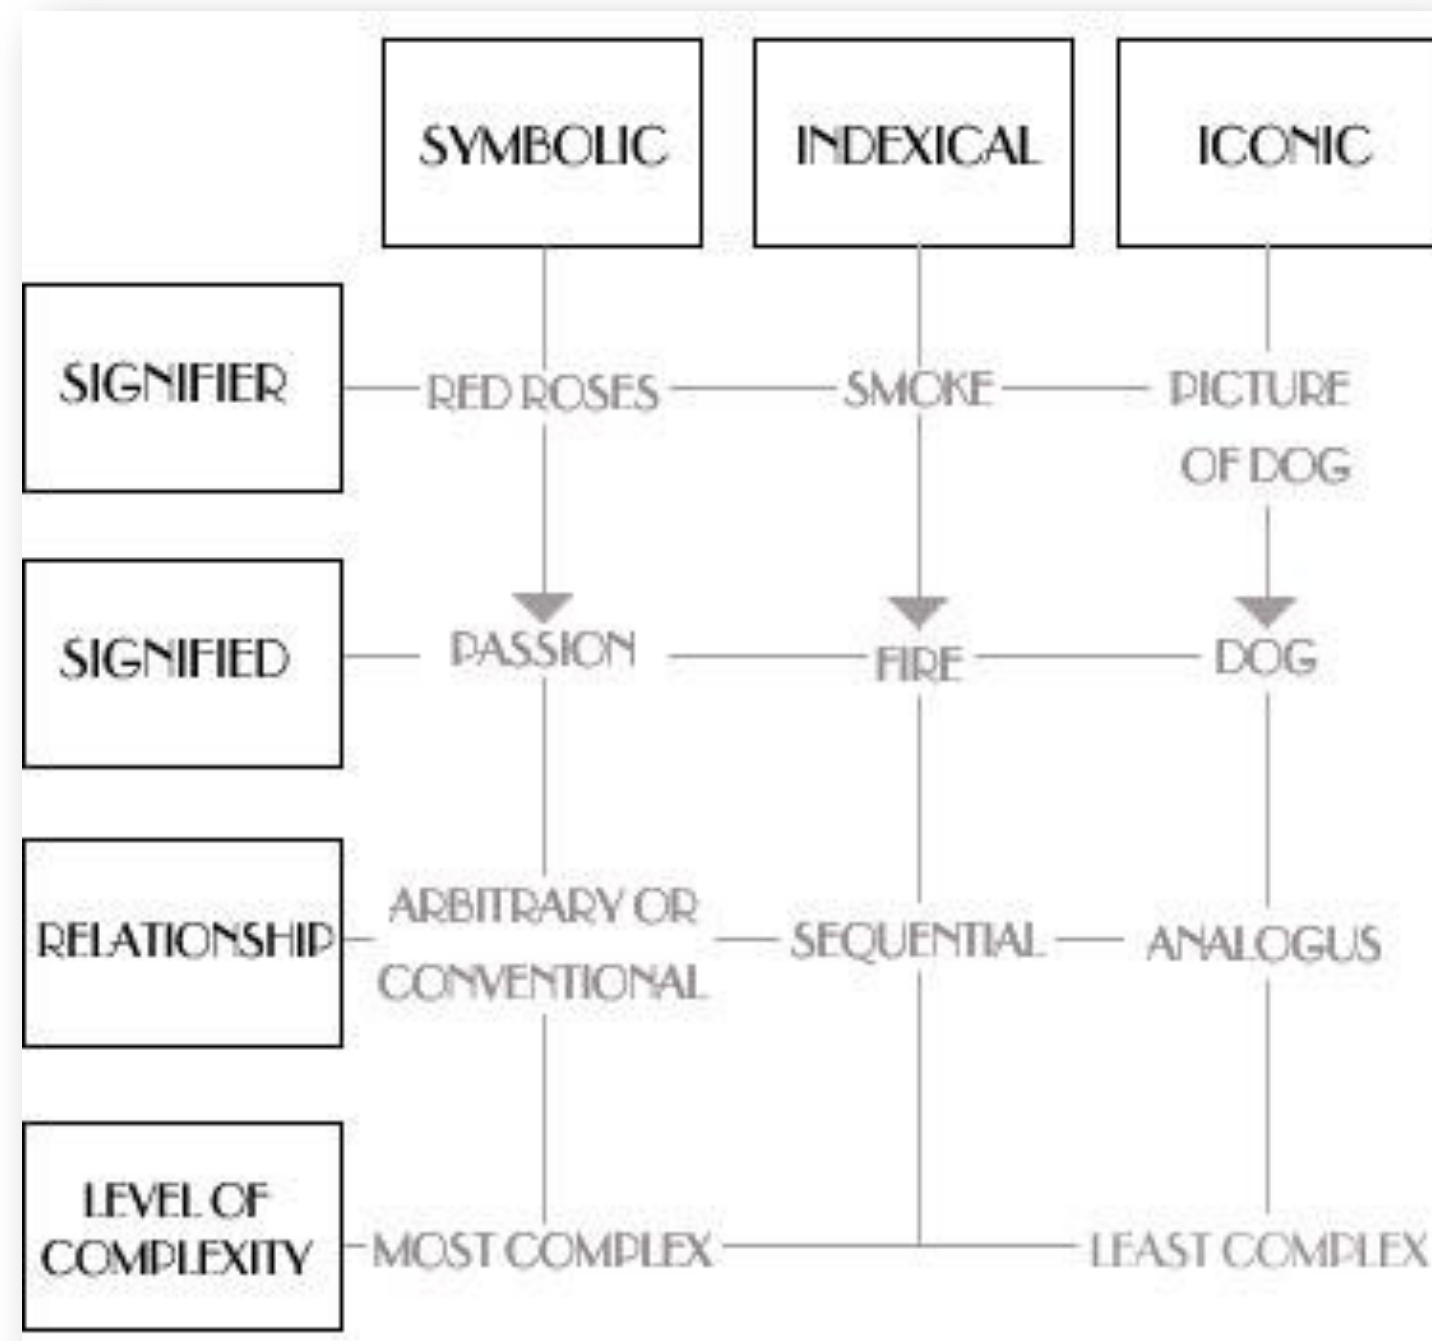 SYMBOLIC INDEXICAL ICONIC
SIGNIFIER RED ROSES SMOKE PICTURE
OF DOG
SIGNIFIED PASSION FIRE DOG
ARBITRARY OR
RELATIONSHIP SEQUENTIAL ANALOGUS
CONVENTIONAL
LEVEL OF
COMPLEXITY MOST COMPLEX LEAST COMPLEX